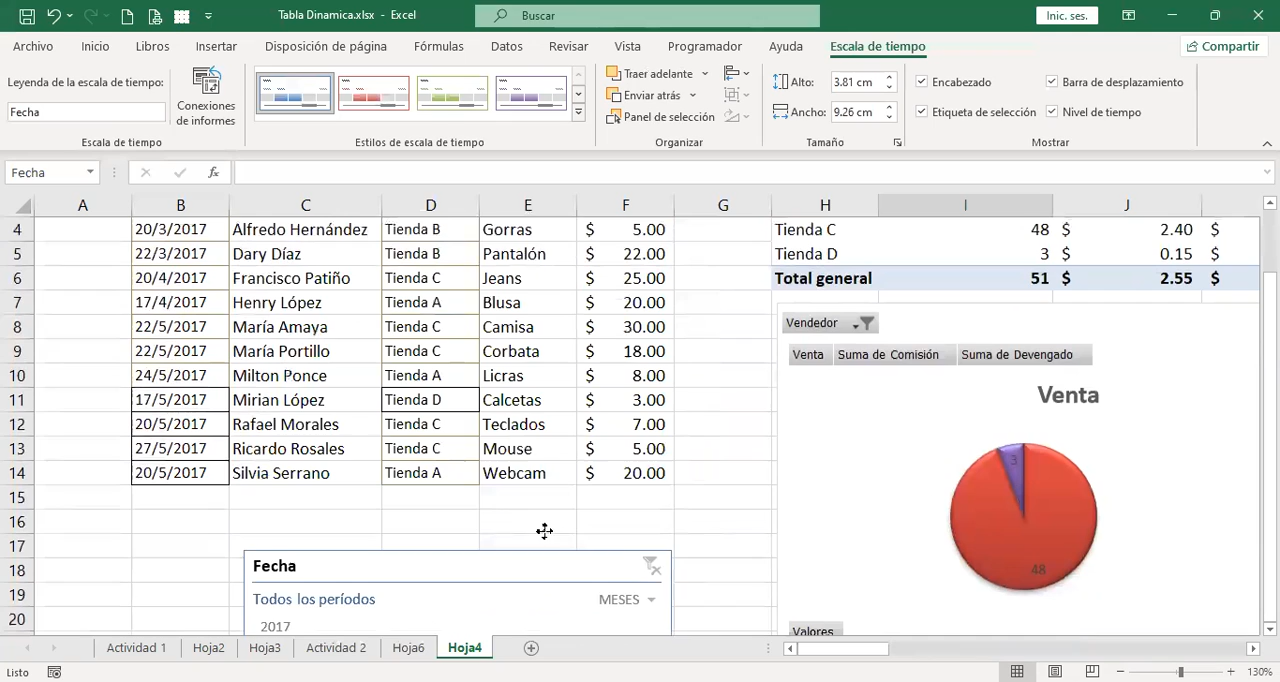 Tabla Dinamica.xlsx - Excel
Buscar
Inic. ses.
Archivo Inicio Libros Insertar Disposición de página Fórmulas Datos Revisar Vista Programador Ayuda Escala de tiempo Compartir
Leyenda de la escala de tiempo:
Fecha
Conexiones de informes
Escala de tiempo
Estilos de escala de tiempo
Traer adelante
Enviar atrás
Panel de selección
Organizar
Alto: 3.81 cm
Ancho: 9.26 cm
Tamaño
Encabezado Barra de desplazamiento
Etiqueta de selección Nivel de tiempo
Mostrar
Fecha fx
A B C D E F G H I J
4 20/3/2017 Alfredo Hernández Tienda B Gorras $ 5.00 Tienda C 48 $ 2.40 $
5 22/3/2017 Dary Díaz Tienda B Pantalón $ 22.00 Tienda D 3 $ 0.15 $
6 20/4/2017 Francisco Patiño Tienda C Jeans $ 25.00 Total general 51 $ 2.55 $
7 17/4/2017 Henry López Tienda A Blusa $ 20.00
8 22/5/2017 María Amaya Tienda C Camisa $ 30.00
9 22/5/2017 María Portillo Tienda C Corbata $ 18.00
10 24/5/2017 Milton Ponce Tienda A Licras $ 8.00
11 17/5/2017 Mirian López Tienda D Calcetas $ 3.00
12 20/5/2017 Rafael Morales Tienda C Teclados $ 7.00
13 27/5/2017 Ricardo Rosales Tienda C Mouse $ 5.00
14 20/5/2017 Silvia Serrano Tienda A Webcam $ 20.00
15
16
17
18
19
20
Vendedor
Venta Suma de Comisión Suma de Devengado
Venta
3
48
Valores
Fecha
Todos los periodos MESES
2017
Actividad 1 Hoja2 Hoja3 Actividad 2 Hoja6 Hoja4
Listo
130%